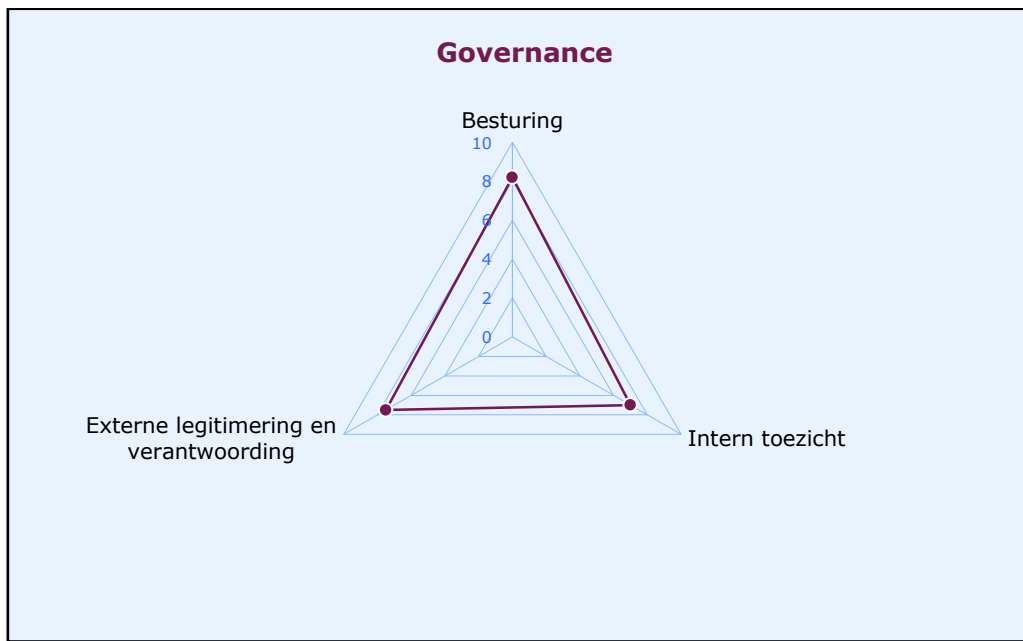 Governance
Besturing
10
8
6
4
2
0
Externe legitimering en
verantwoording
Intern toezicht